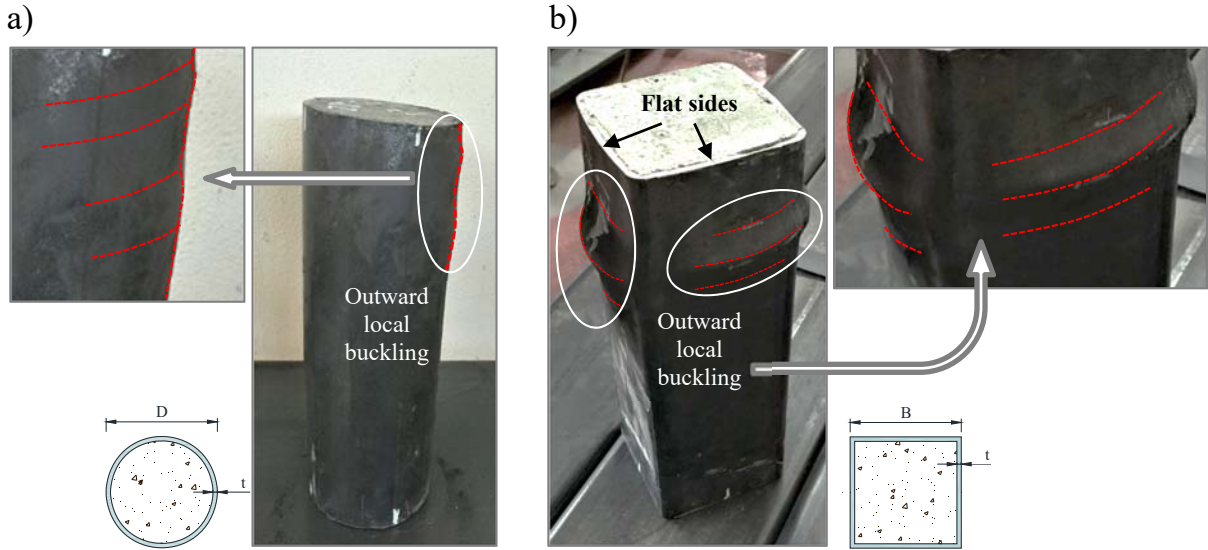 a)
Outward
local
buckling
D
t
b)
Flat sides
Outward
local
buckling
B
t